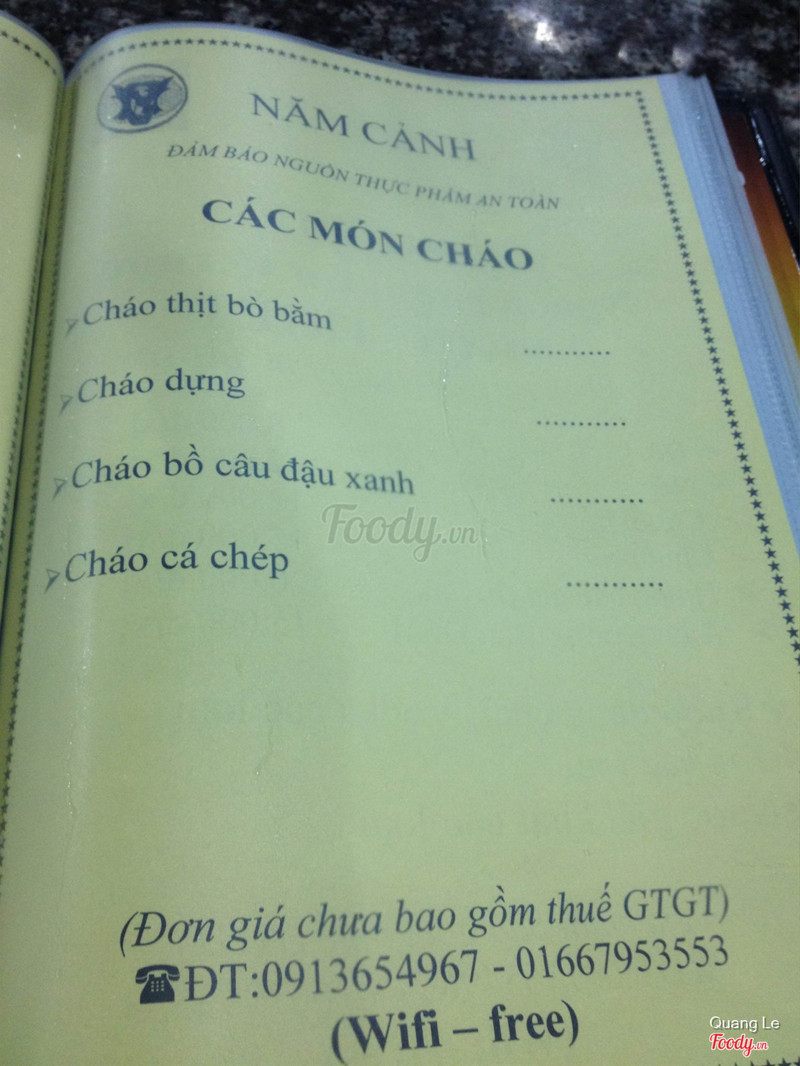 NĂM CẢNH
ĐẢM BẢO NGUỒN THỰC PHẨM AN TOÀN
CÁC MÓN CHÁO
Cháo thịt bò bằm ...........
Cháo dựng ...........
Cháo bồ câu đậu xanh ...........
Foody.vn
Cháo cá chép ...........
(Đơn giá chưa bao gồm thuế GTGT)
☎ĐT:0913654967 - 01667953553
(Wifi – free)
Quang Le
Foody.vn